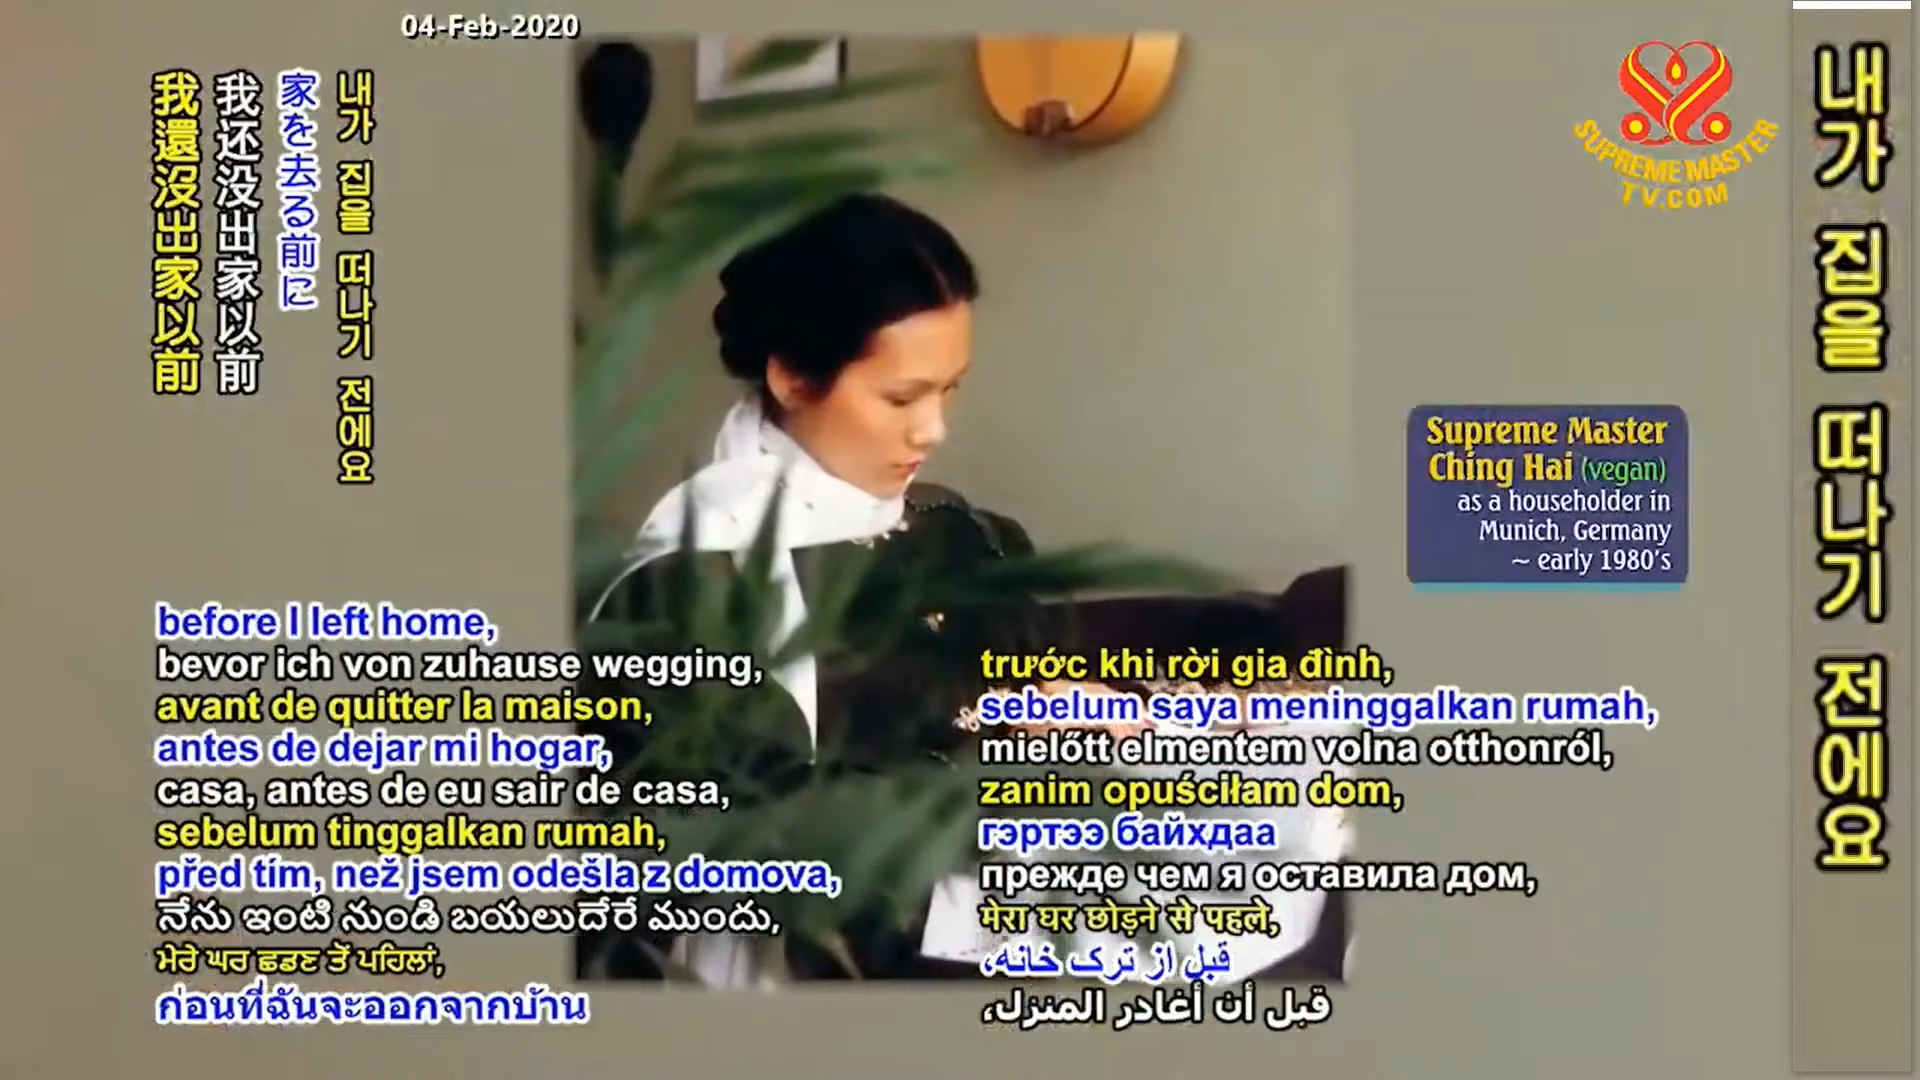 04-Feb-2020
我還沒出家以前
我还没出家以前
家を去る前に
내가 집을 떠나기 전에요
SUPREME MASTER
TV.COM
내가 집을 떠나기 전에요
Supreme Master
Ching Hai (vegan)
as a householder in
Munich, Germany
~ early 1980's
before I left home,
bevor ich von zuhause wegging,
avant de quitter la maison,
antes de dejar mi hogar,
casa, antes de eu sair de casa,
sebelum tinggalkan rumah,
před tím, než jsem odešla z domova,
నేను ఇంటి నుండి బయలుదేరే ముందు,
ਮੇਰੇ ਘਰ ਛਡਣ ਤੋਂ ਪਹਿਲਾਂ,
ก่อนที่ฉันจะออกจากบ้าน
trước khi rời gia đình,
sebelum saya meninggalkan rumah,
mielőtt elmentem volna otthonról,
zanim opuściłam dom,
гэртээ байхдаа
прежде чем я оставила дом,
मेरा घर छोड़ने से पहले,
قبل از ترک خانه،
قبل أن أغادر المنزل،